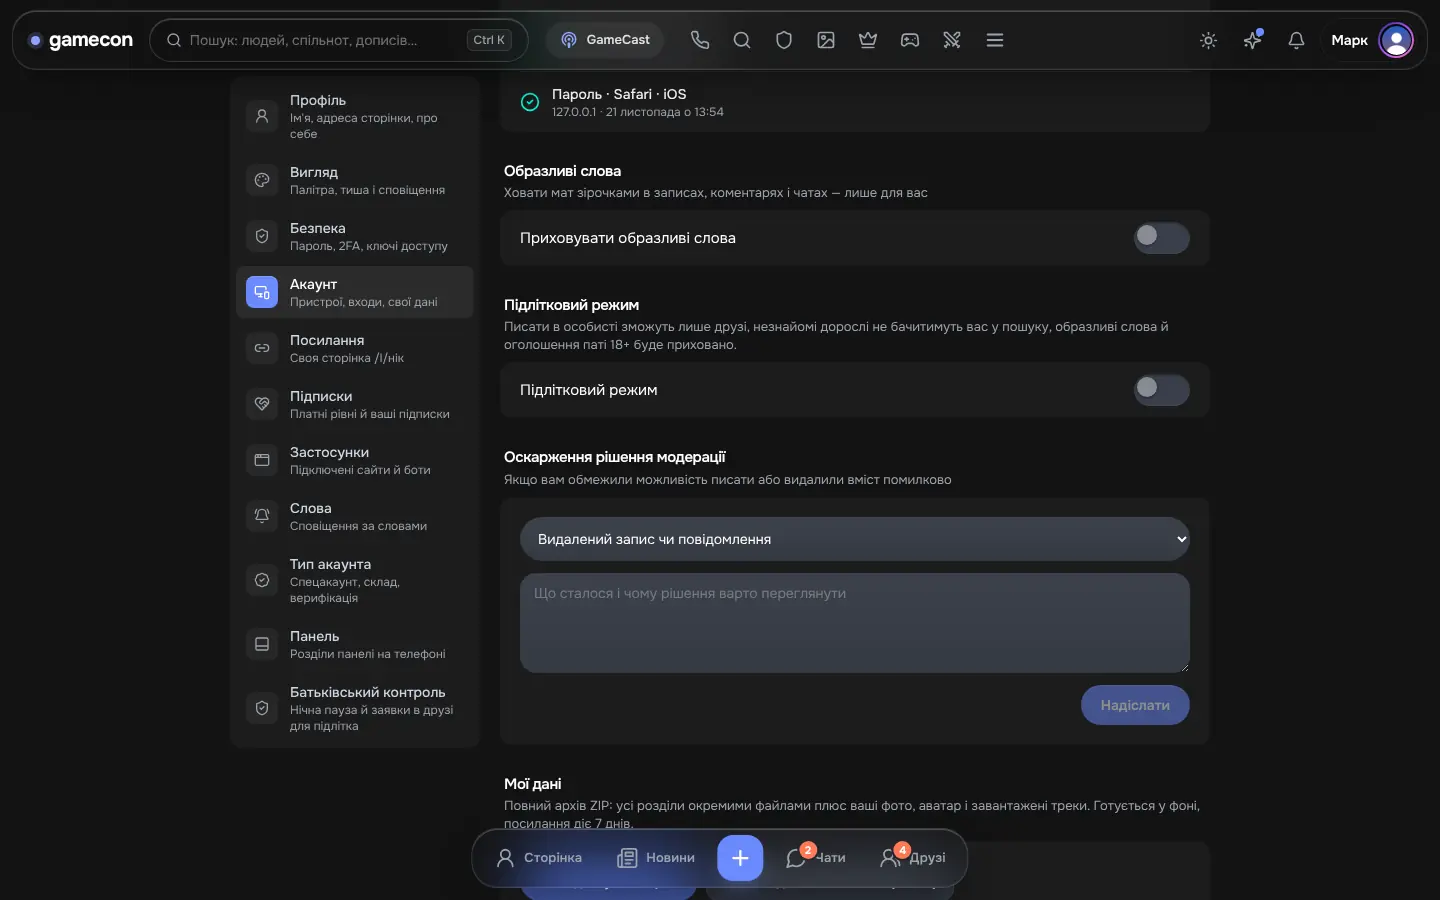 gamecon
Пошук: людей, спільнот, дописів...
Ctrl K
GameCast
Марк
Профіль
Ім'я, адреса сторінки, про
себе
Вигляд
Палітра, тиша і сповіщення
Безпека
Пароль, 2FA, ключі доступу
Акаунт
Пристрої, входи, свої дані
Посилання
Своя сторінка /l/нік
Підписки
Платні рівні й ваші підписки
Застосунки
Підключені сайти й боти
Слова
Сповіщення за словами
Тип акаунта
Спецакаунт, склад,
верифікація
Панель
Розділи панелі на телефоні
Батьківський контроль
Нічна пауза й заявки в друзі
для підлітка
Пароль · Safari · iOS
127.0.0.1 · 21 листопада о 13:54
Образливі слова
Ховати мат зірочками в записах, коментарях і чатах — лише для вас
Приховувати образливі слова
Підлітковий режим
Писати в особисті зможуть лише друзі, незнайомі дорослі не бачитимуть вас у пошуку, образливі слова й
оголошення паті 18+ буде приховано.
Підлітковий режим
Оскарження рішення модерації
Якщо вам обмежили можливість писати або видалили вміст помилково
Видалений запис чи повідомлення
Що сталося і чому рішення варто переглянути
Надіслати
Мої дані
Повний архів ZIP: усі розділи окремими файлами плюс ваші фото, аватар і завантажені треки. Готується у фоні,
посилання діє 7 днів.
Сторінка
Новини
2
Чати
4
Друзі